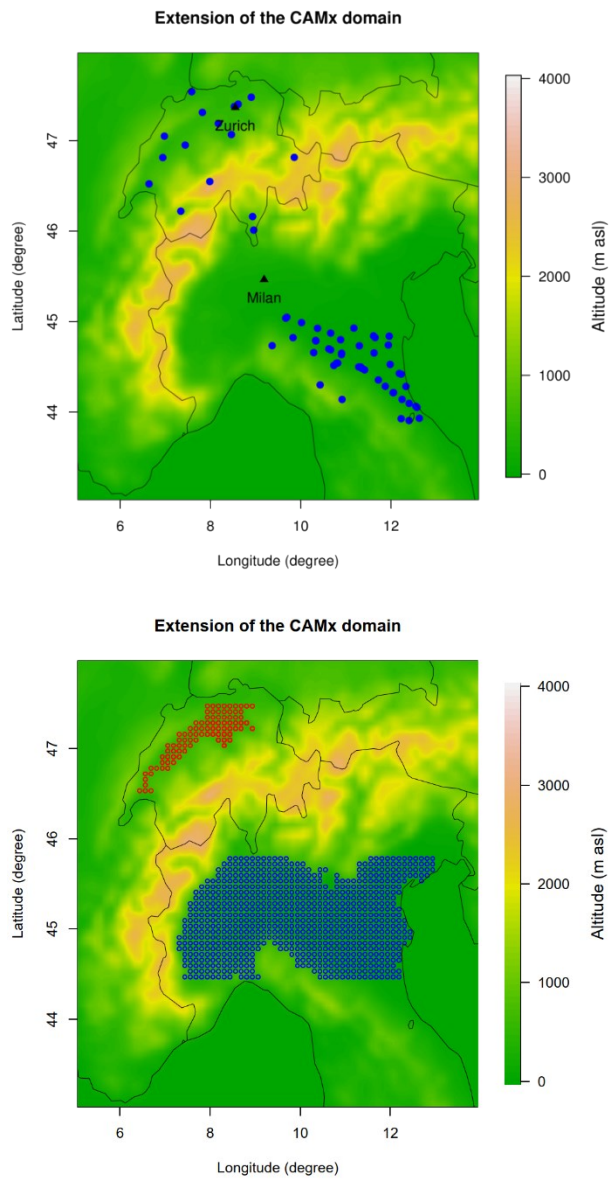 Extension of the CAMx domain
47
46
45
44
Latitude (degree)
Zurich
Milan
6
8
10
12
Longitude (degree)
4000
3000
2000
1000
0
Altitude (m asl)
Extension of the CAMx domain
47
46
45
44
Latitude (degree)
6
8
10
12
Longitude (degree)
4000
3000
2000
1000
0
Altitude (m asl)